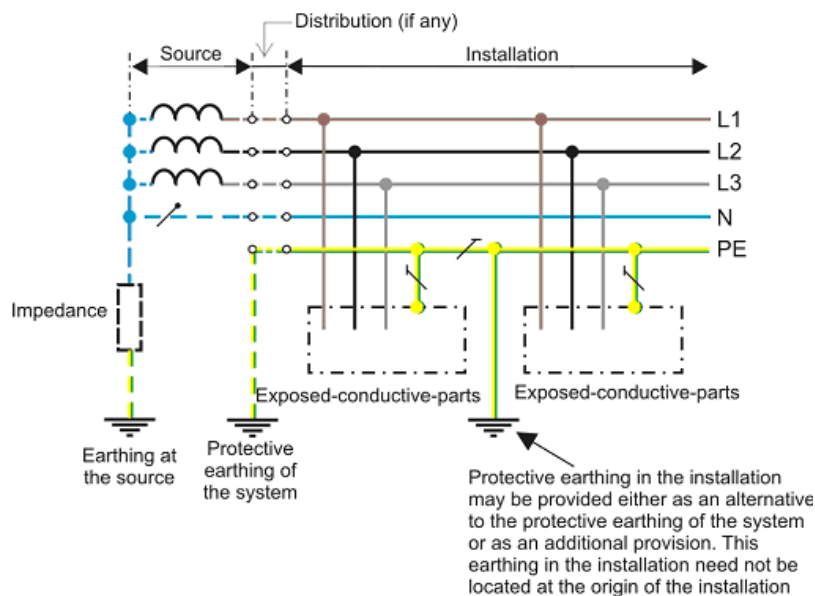 Distribution (if any)
Source
Installation
L1
L2
L3
N
PE
Impedance
Exposed-conductive-parts
Exposed-conductive-parts
Earthing at
the source
Protective
earthing of
the system
Protective earthing in the installation
may be provided either as an alternative
to the protective earthing of the system
or as an additional provision. This
earthing in the installation need not be
located at the origin of the installation